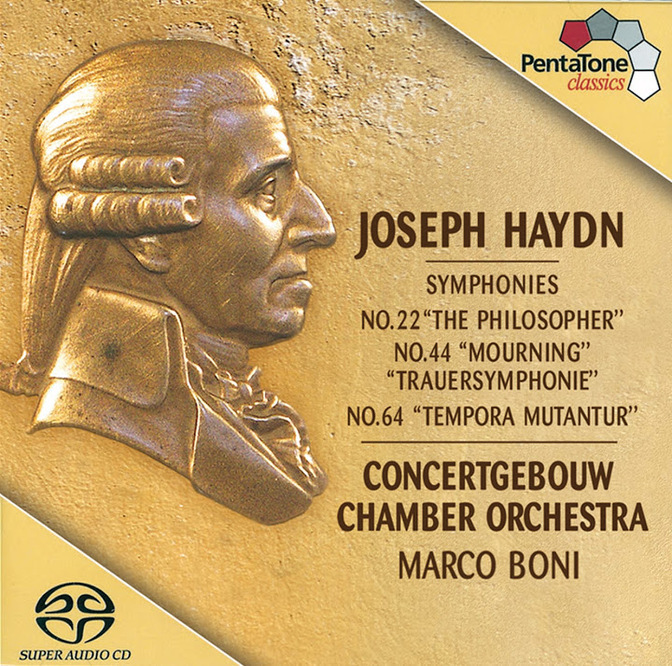 PentaTone
classics
JOSEPH HAYDN
SYMPHONIES
NO.22 “THE PHILOSOPHER”
NO.44 “MOURNING”
“TRAUERSYMPHONIE”
NO.64 “TEMPORA MUTANTUR”
CONCERTGEBOUW
CHAMBER ORCHESTRA
MARCO BONI
SUPER AUDIO CD